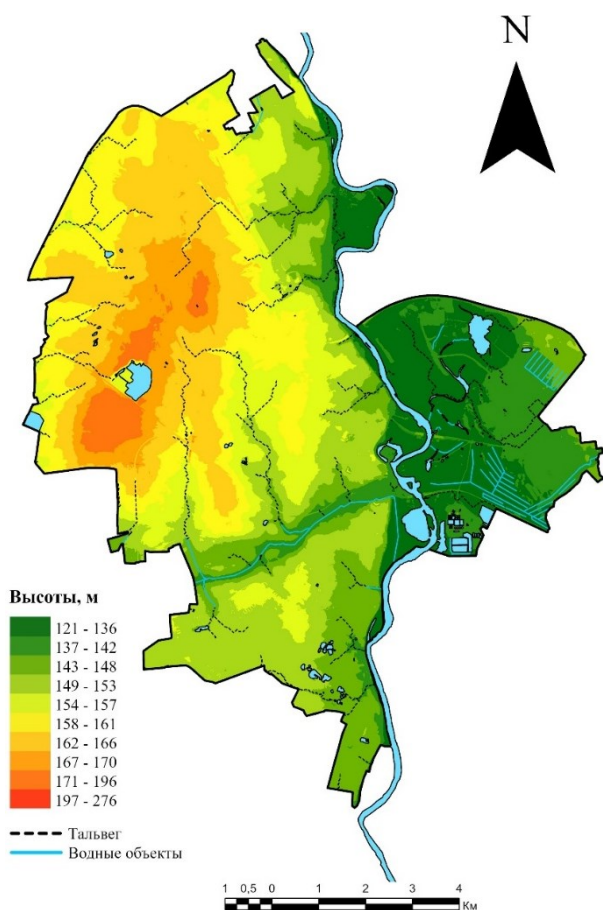 N
Высоты, м
121 - 136
137 - 142
143 - 148
149 - 153
154 - 157
158 - 161
162 - 166
167 - 170
171 - 196
197 - 276
Тальвег
Водные объекты
1 0,5 0 1 2 3 4
Км